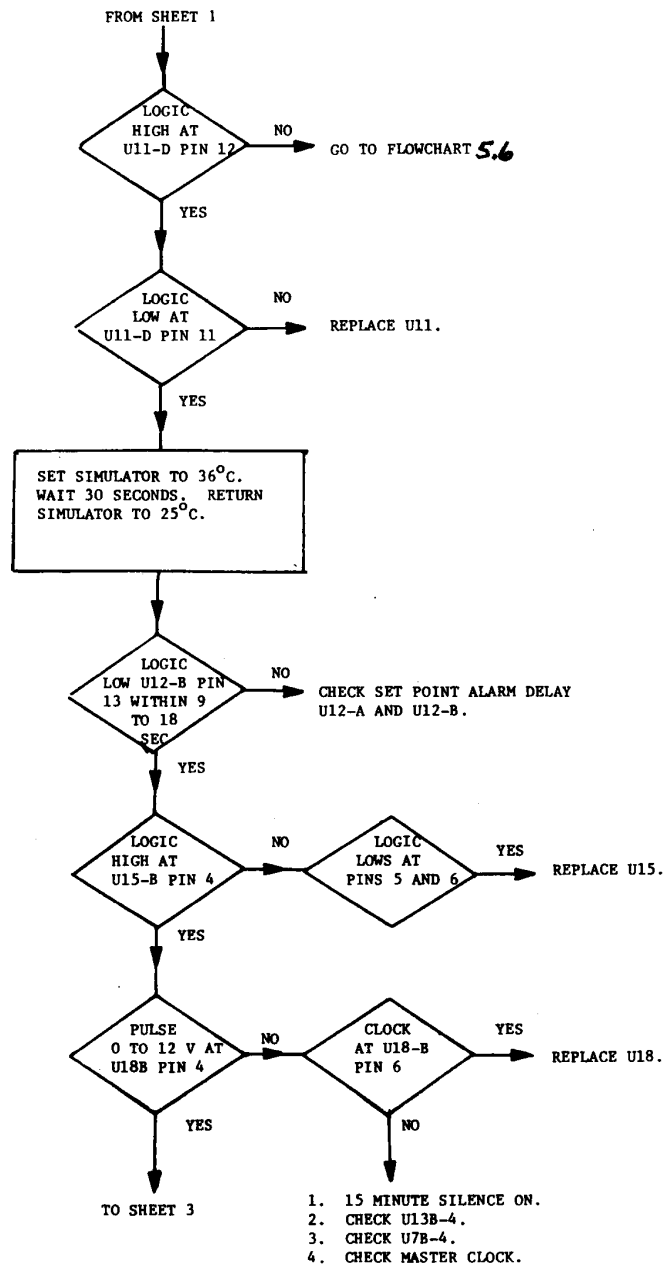 FROM SHEET 1
LOGIC
HIGH AT
U11-D PIN 12
NO
GO TO FLOWCHART 5.6
YES
LOGIC
LOW AT
U11-D PIN 11
NO
REPLACE U11.
YES
SET SIMULATOR TO 36°C.
WAIT 30 SECONDS. RETURN
SIMULATOR TO 25°C.
LOGIC
LOW U12-B PIN
13 WITHIN 9
TO 18
SEC
NO
CHECK SET POINT ALARM DELAY
U12-A AND U12-B.
YES
LOGIC
HIGH AT
U15-B PIN 4
NO
LOGIC
LOWS AT
PINS 5 AND 6
YES
REPLACE U15.
YES
PULSE
0 TO 12 V AT
U18B PIN 4
NO
CLOCK
AT U18-B
PIN 6
YES
REPLACE U18.
YES
NO
TO SHEET 3
1. 15 MINUTE SILENCE ON.
2. CHECK U13B-4.
3. CHECK U7B-4.
4. CHECK MASTER CLOCK.